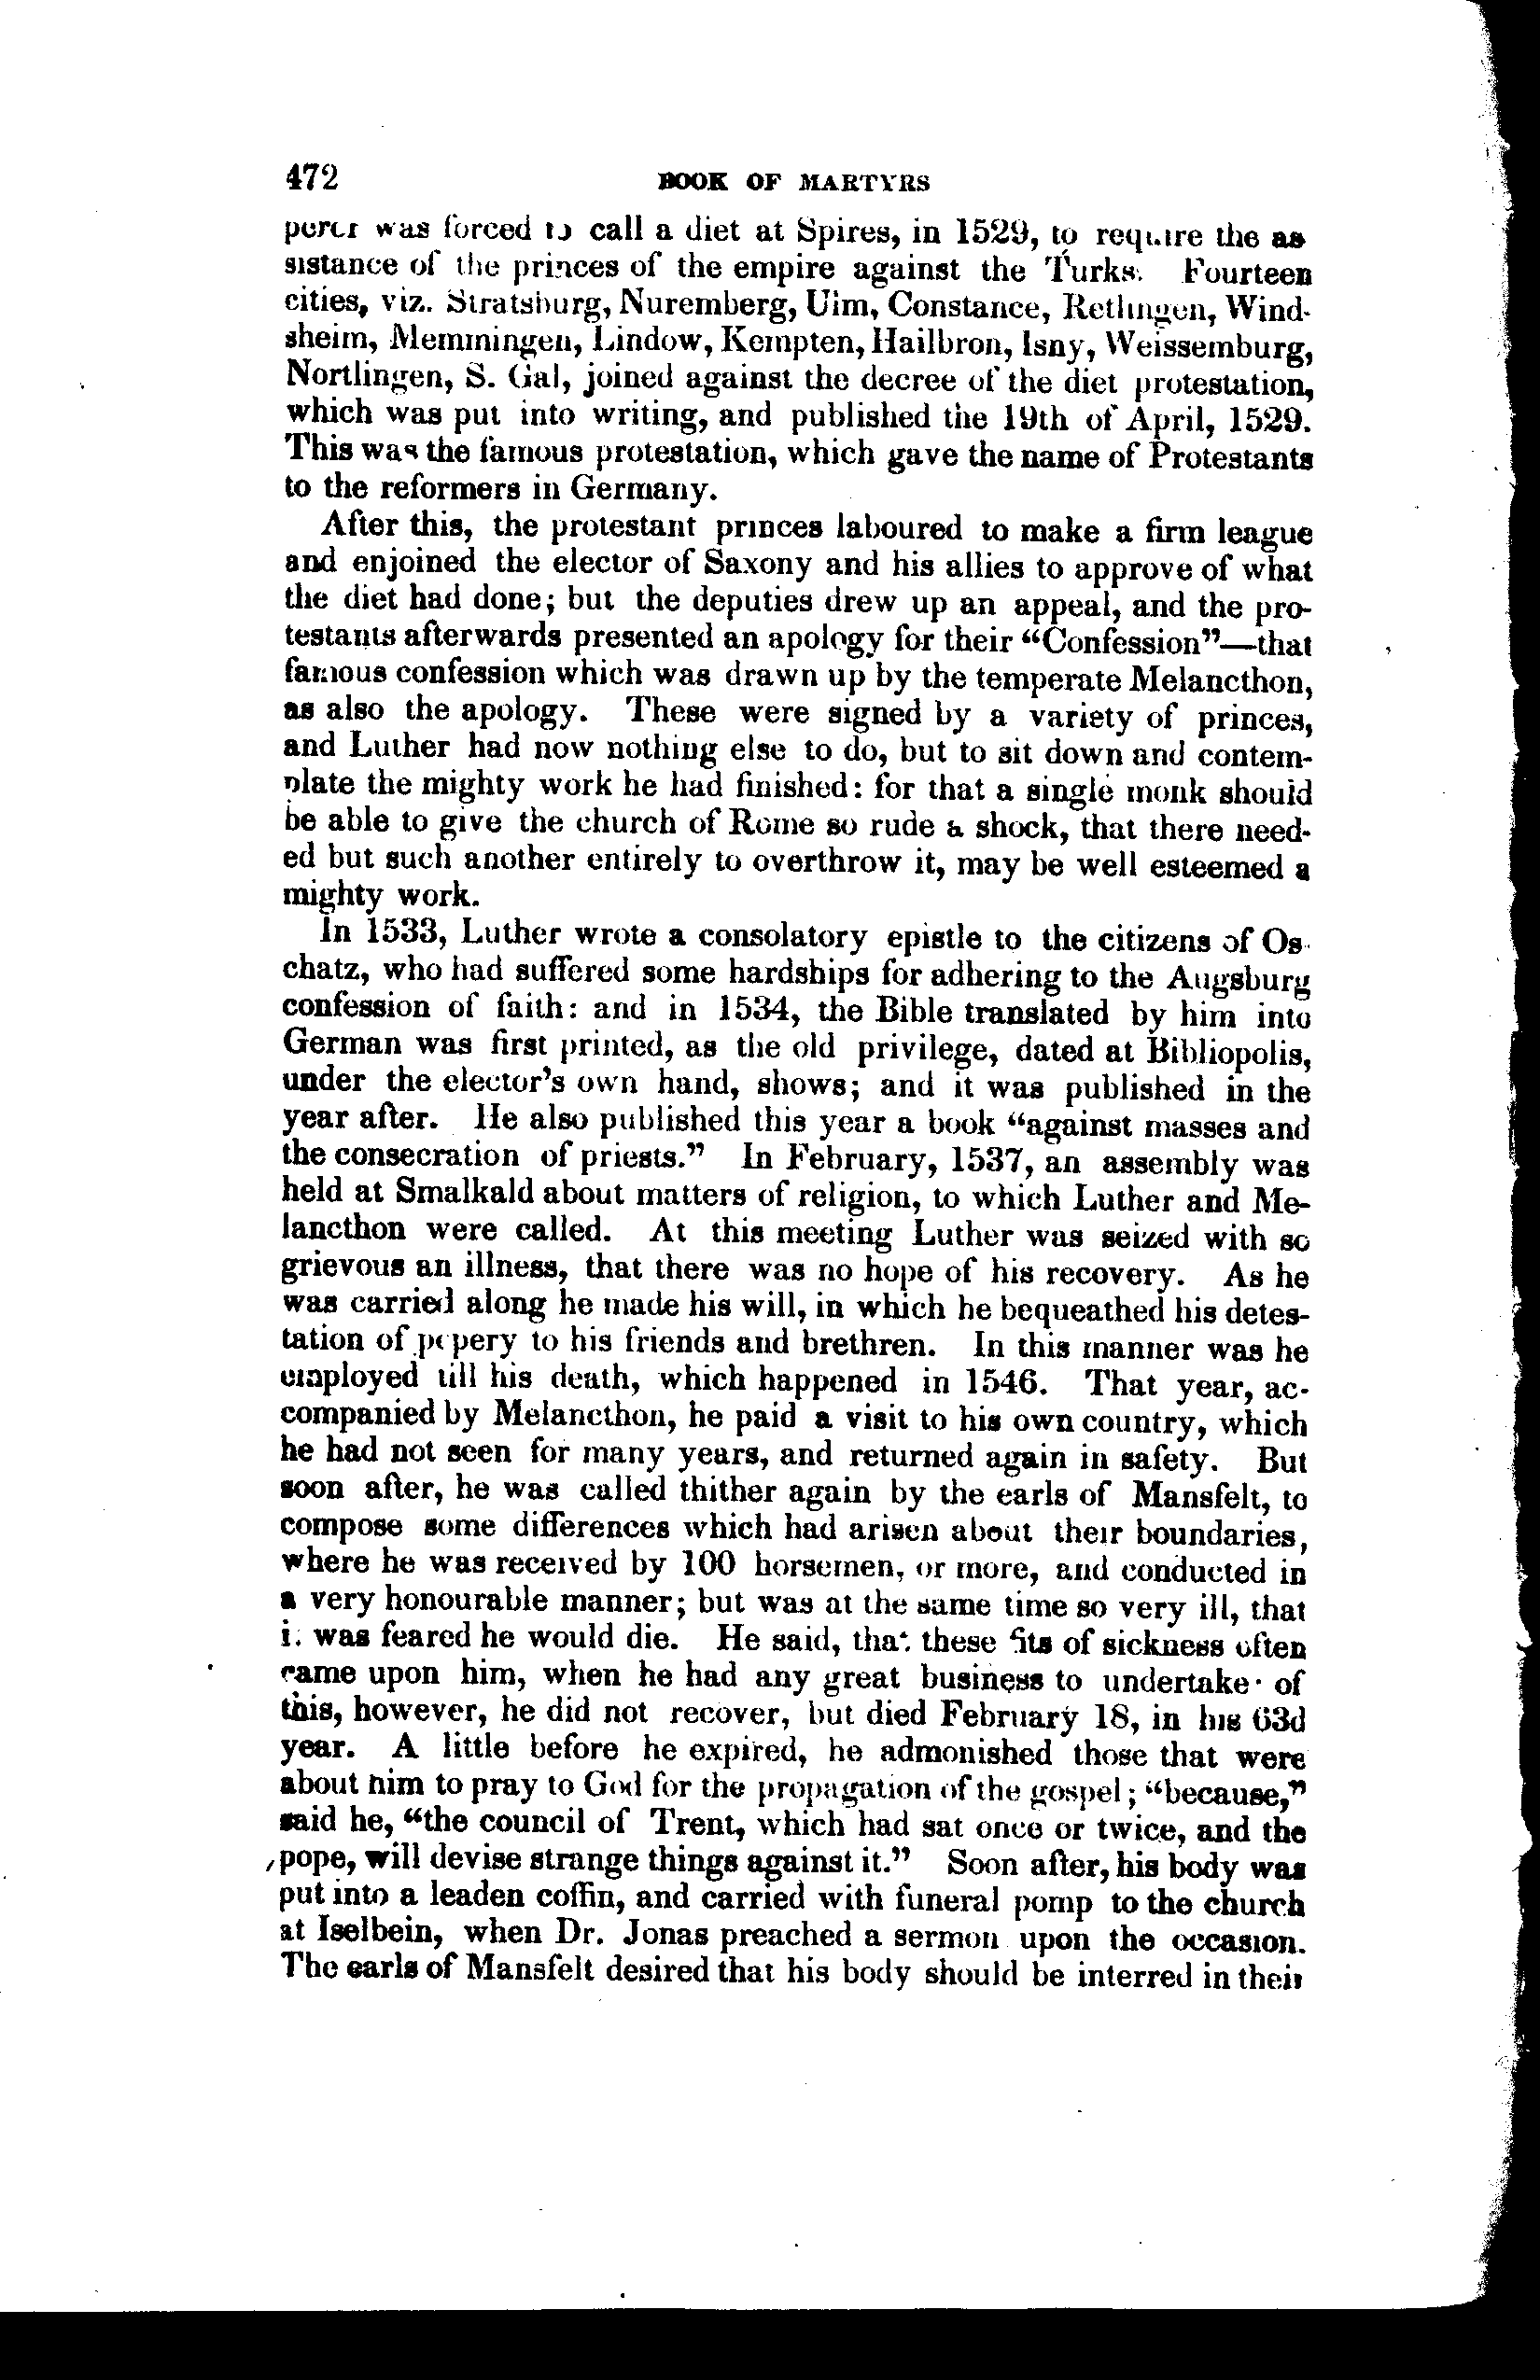 472 BOOK OF MARTYRS
perer was forced to call a diet at Spires, in 1529, to require the as
sistance of the princes of the empire against the Turks. Fourteen
cities, viz. Stratsburg, Nuremberg, Ulm, Constance, Retlingen, Wind-
sheim, Memmingen, Lindow, Kempten, Hailbron, Isny, Weissemburg,
Nortlingen, S. Gal, joined against the decree of the diet protestation,
which was put into writing, and published the 19th of April, 1529.
This was the famous protestation, which gave the name of Protestants
to the reformers in Germany.
After this, the protestant princes laboured to make a firm league
and enjoined the elector of Saxony and his allies to approve of what
the diet had done; but the deputies drew up an appeal, and the pro-
testants afterwards presented an apology for their “Confession”—that
famous confession which was drawn up by the temperate Melancthon,
as also the apology. These were signed by a variety of princes,
and Luther had now nothing else to do, but to sit down and contem-
plate the mighty work he had finished: for that a single monk should
be able to give the church of Rome so rude a shock, that there need-
ed but such another entirely to overthrow it, may be well esteemed a
mighty work.
In 1533, Luther wrote a consolatory epistle to the citizens of Os-
chatz, who had suffered some hardships for adhering to the Augsburg
confession of faith: and in 1534, the Bible translated by him into
German was first printed, as the old privilege, dated at Bibliopolis,
under the elector's own hand, shows; and it was published in the
year after. He also published this year a book “against masses and
the consecration of priests.” In February, 1537, an assembly was
held at Smalkald about matters of religion, to which Luther and Me-
lancthon were called. At this meeting Luther was seized with so
grievous an illness, that there was no hope of his recovery. As he
was carried along he made his will, in which he bequeathed his detes-
tation of popery to his friends and brethren. In this manner was he
employed till his death, which happened in 1546. That year, ac-
companied by Melancthon, he paid a visit to his own country, which
he had not seen for many years, and returned again in safety. But
soon after, he was called thither again by the earls of Mansfelt, to
compose some differences which had arisen about their boundaries,
where he was received by 100 horsemen, or more, and conducted in
a very honourable manner; but was at the same time so very ill, that
it was feared he would die. He said, that these fits of sickness often
came upon him, when he had any great business to undertake· of
this, however, he did not recover, but died February 18, in his 63d
year. A little before he expired, he admonished those that were
about him to pray to God for the propagation of the gospel; “because,”
said he, “the council of Trent, which had sat once or twice, and the
pope, will devise strange things against it.” Soon after, his body was
put into a leaden coffin, and carried with funeral pomp to the church
at Iselbein, when Dr. Jonas preached a sermon upon the occasion.
The earls of Mansfelt desired that his body should be interred in their